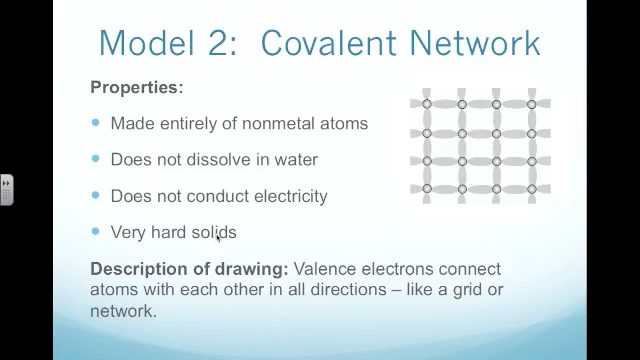 Model 2: Covalent Network
Properties:
Made entirely of nonmetal atoms
Does not dissolve in water
Does not conduct electricity
Very hard solids
Description of drawing: Valence electrons connect
atoms with each other in all directions – like a grid or
network.